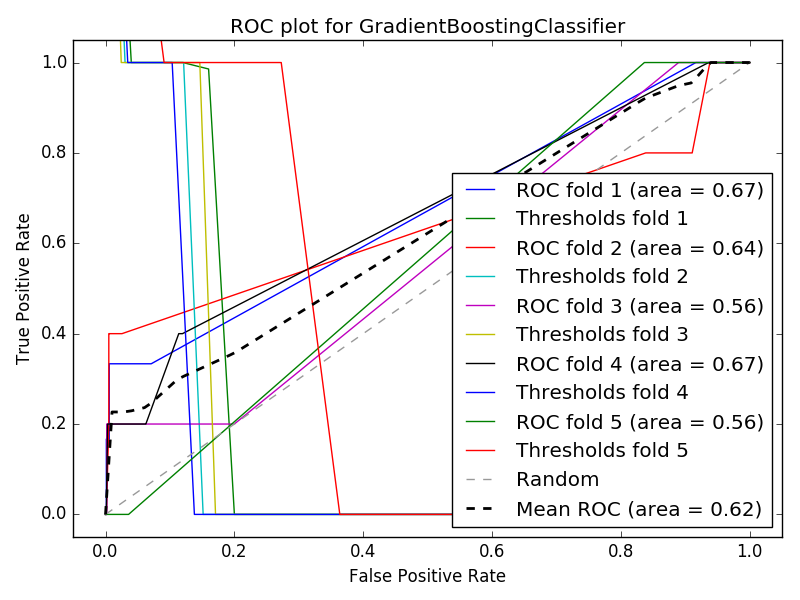 ROC plot for GradientBoostingClassifier
True Positive Rate
1.0
0.8
0.6
0.4
0.2
0.0
ROC fold 1 (area = 0.67)
Thresholds fold 1
ROC fold 2 (area = 0.64)
Thresholds fold 2
ROC fold 3 (area = 0.56)
Thresholds fold 3
ROC fold 4 (area = 0.67)
Thresholds fold 4
ROC fold 5 (area = 0.56)
Thresholds fold 5
Random
Mean ROC (area = 0.62)
0.0 0.2 0.4 0.6 0.8 1.0
False Positive Rate